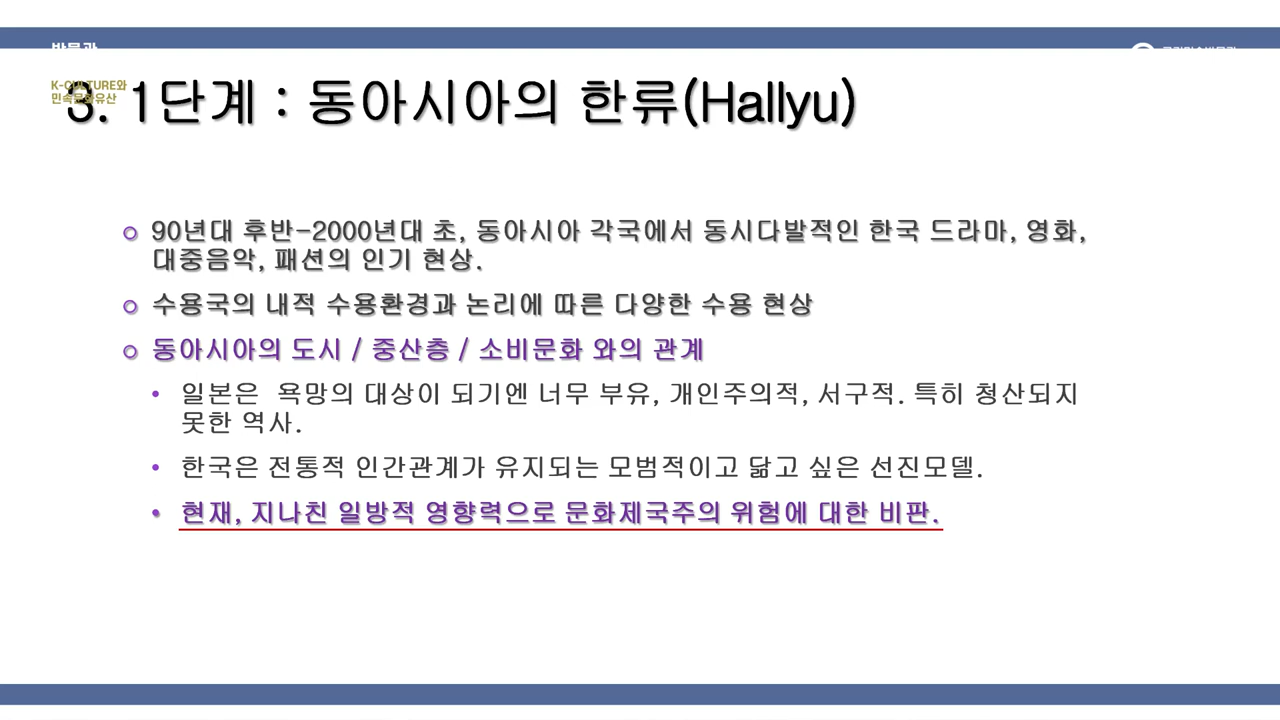 K-CULTURE와
민속문화유산
3. 1단계 : 동아시아의 한류(Hallyu)
90년대 후반-2000년대 초, 동아시아 각국에서 동시다발적인 한국 드라마, 영화,
대중음악, 패션의 인기 현상.
수용국의 내적 수용환경과 논리에 따른 다양한 수용 현상
동아시아의 도시 / 중산층 / 소비문화 와의 관계
일본은 욕망의 대상이 되기엔 너무 부유, 개인주의적, 서구적. 특히 청산되지
못한 역사.
한국은 전통적 인간관계가 유지되는 모범적이고 닮고 싶은 선진모델.
현재, 지나친 일방적 영향력으로 문화제국주의 위험에 대한 비판.